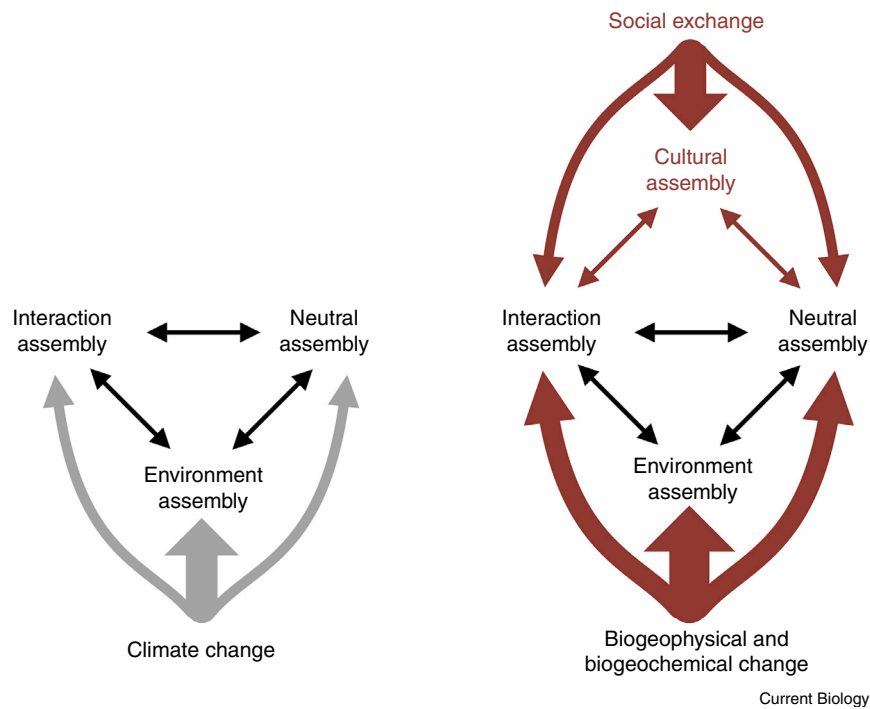 Social exchange
Cultural
assembly
Interaction
assembly
Neutral
assembly
Environment
assembly
Climate change
Interaction
assembly
Neutral
assembly
Environment
assembly
Biogeophysical and
biogeochemical change
Current Biology